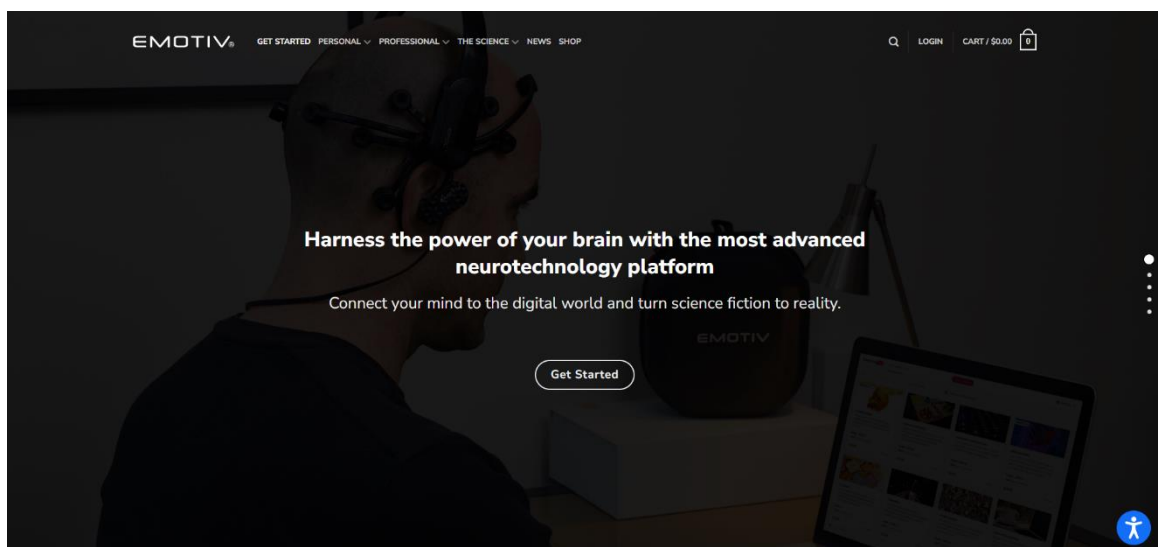 EMOTIV® GET STARTED PERSONAL PROFESSIONAL THE SCIENCE NEWS SHOP LOGIN CART / $0.00 0
Harness the power of your brain with the most advanced
neurotechnology platform
Connect your mind to the digital world and turn science fiction to reality.
EMOTIV
Get Started